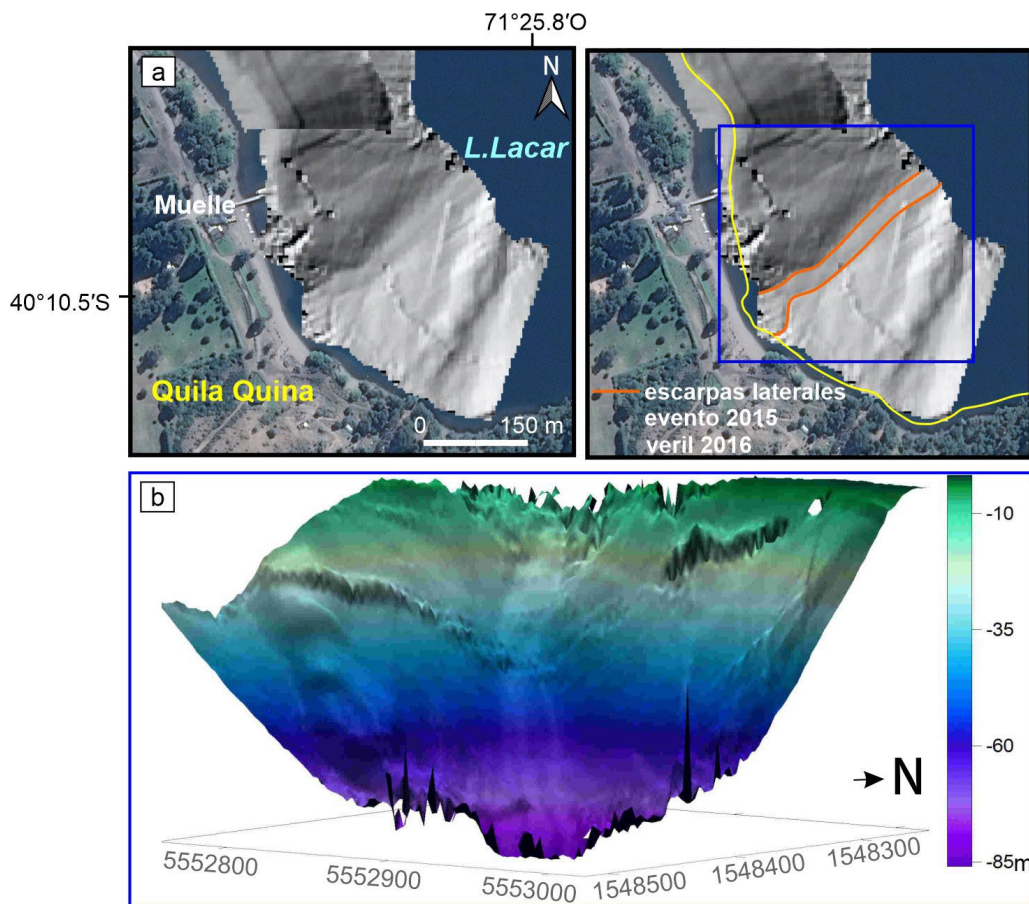 71°25.8'O
a
N
L.Lacar
Muelle
40°10.5'S
Quila Quina
0 150 m
escarpas laterales
evento 2015
veril 2016
b
-10
-35
-60
-85m
N
5552800
5552900
5553000
1548500
1548400
1548300